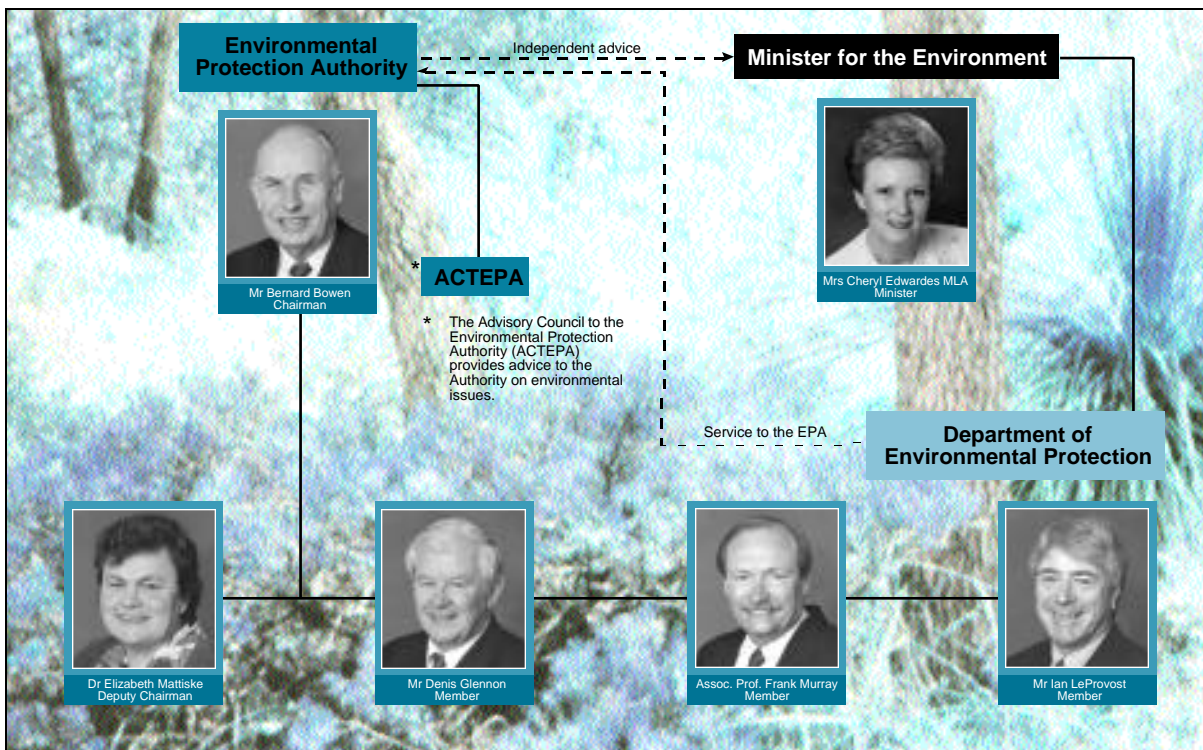 Environmental
Protection Authority
Independent advice
Minister for the Environment
Mr Bernard Bowen
Chairman
Mrs Cheryl Edwardes MLA
Minister
* ACTEPA
* The Advisory Council to the
Environmental Protection
Authority (ACTEPA)
provides advice to the
Authority on environmental
issues.
Service to the EPA
Department of
Environmental Protection
Dr Elizabeth Mattiske
Deputy Chairman
Mr Denis Glennon
Member
Assoc. Prof. Frank Murray
Member
Mr Ian LeProvost
Member